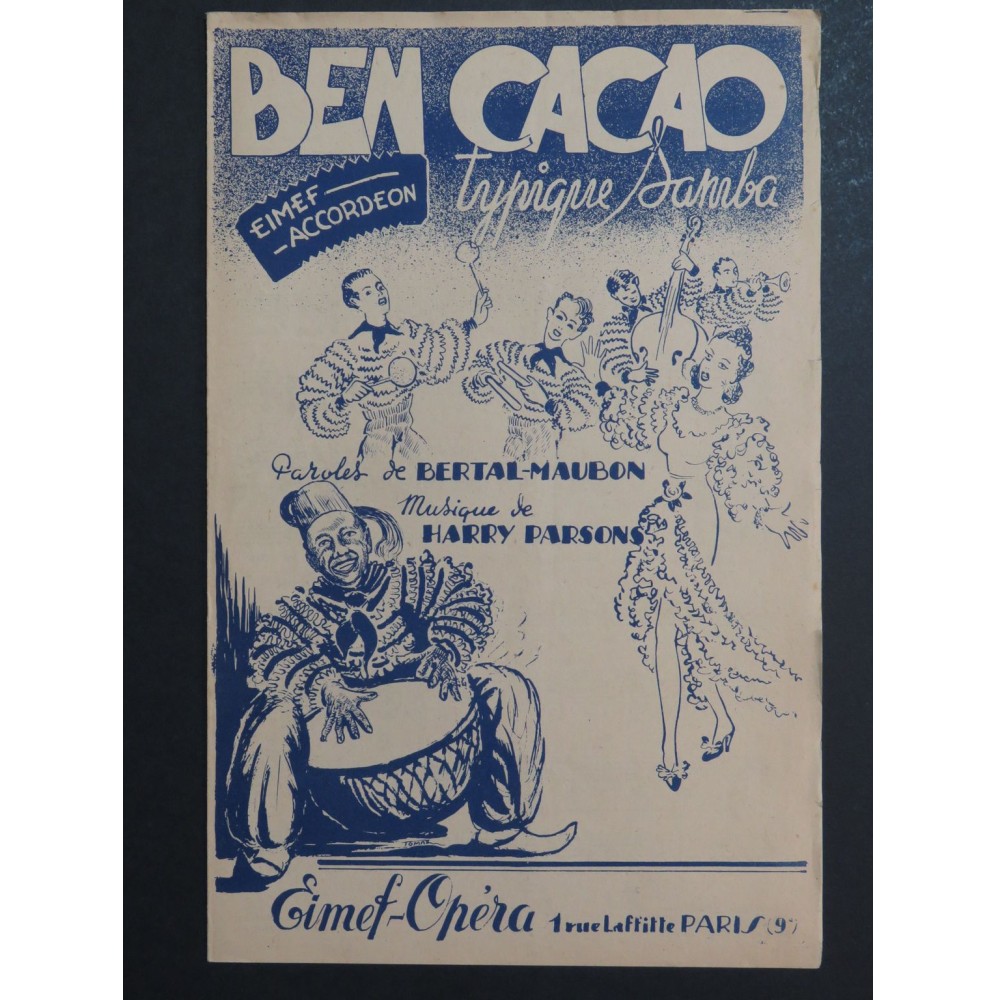 BEN CACAO
typique Samba
EIMEF
ACCORDEON
Paroles de BERTAL-MAUBON
Musique de
HARRY PARSONS
Eimef-Opéra 1 rue Laffitte PARIS (9e)